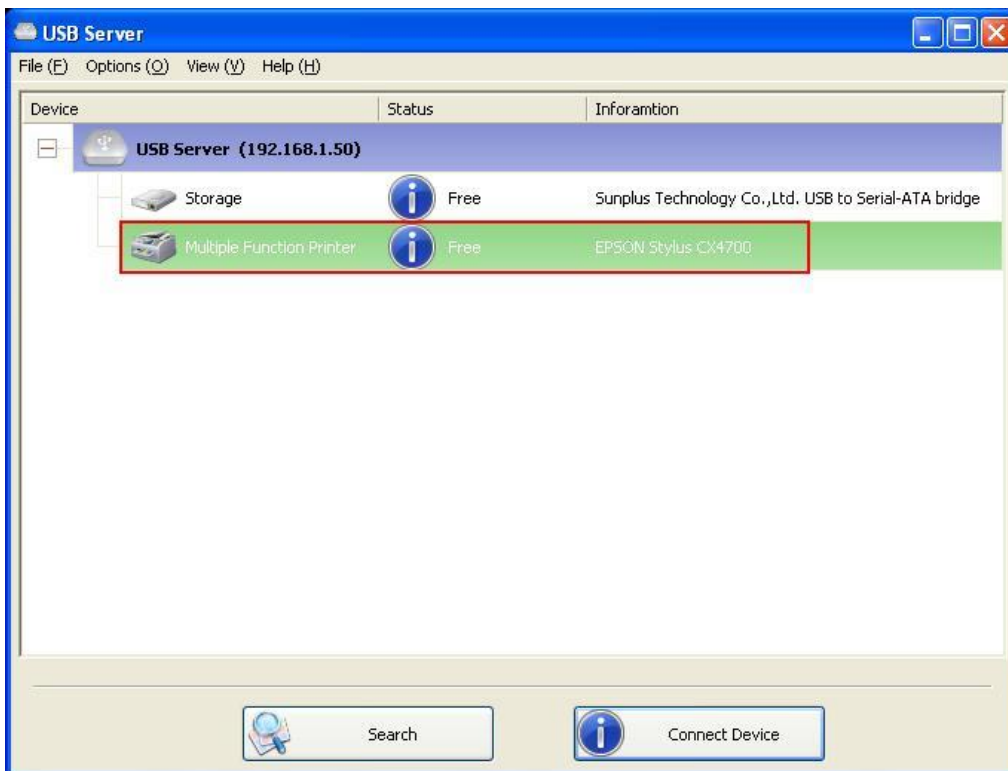 USB Server
File (F) Options (O) View (V) Help (H)
Device Status Inforamtion
USB Server (192.168.1.50)
Storage Free Sunplus Technology Co.,Ltd. USB to Serial-ATA bridge
Multiple Function Printer Free EPSON Stylus CX4700
Search Connect Device